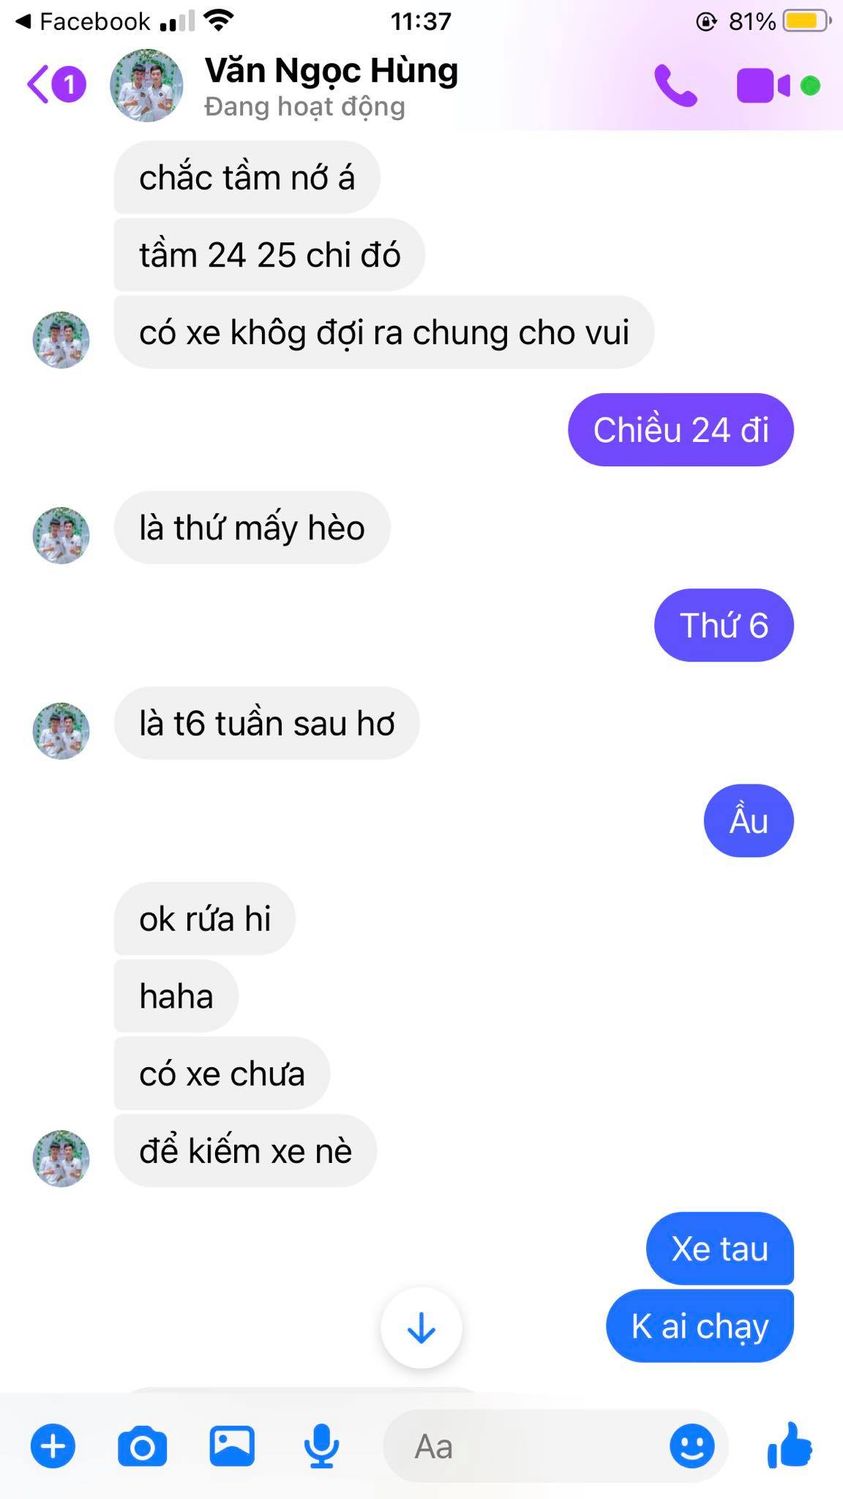 Facebook
11:37
81%
1
Văn Ngọc Hùng
Đang hoạt động
chắc tầm nớ á
tầm 24 25 chi đó
có xe khôg đợi ra chung cho vui
Chiều 24 đi
là thứ mấy hèo
Thứ 6
là t6 tuần sau hơ
Ầu
ok rứa hi
haha
có xe chưa
để kiếm xe nè
Xe tau
K ai chạy
Aa